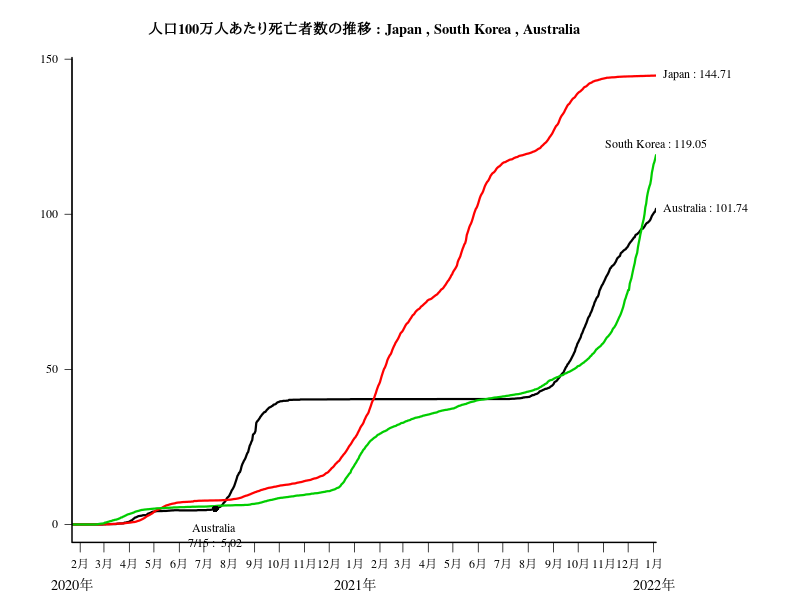 人口100万人あたり死亡者数の推移 : Japan , South Korea , Australia
150
Japan : 144.71
South Korea : 119.05
100
Australia : 101.74
50
0
Australia
7/15 : 5.02
2月 3月 4月 5月 6月 7月 8月 9月 10月 11月 12月 1月 2月 3月 4月 5月 6月 7月 8月 9月 10月 11月 12月 1月
2020年 2021年 2022年